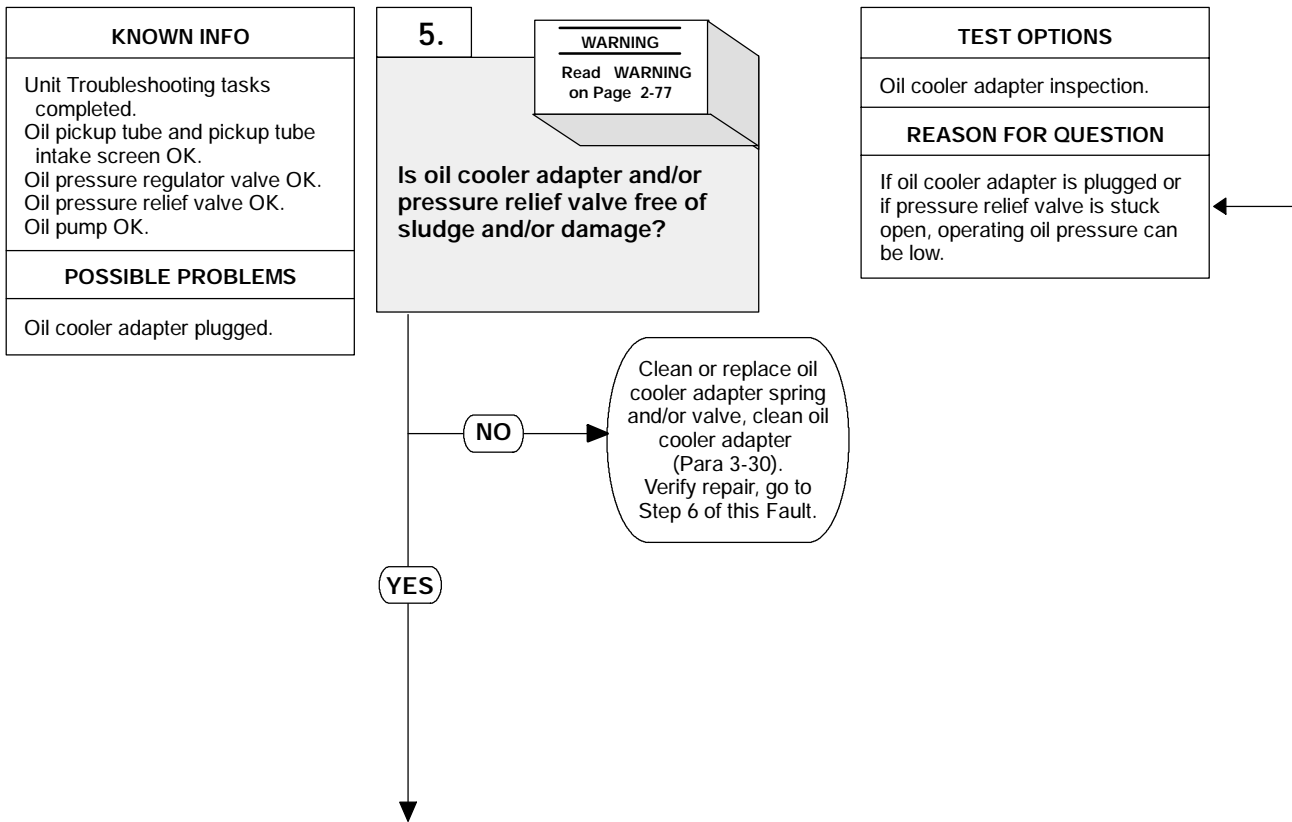 KNOWN INFO
Unit Troubleshooting tasks
completed.
Oil pickup tube and pickup tube
intake screen OK.
Oil pressure regulator valve OK.
Oil pressure relief valve OK.
Oil pump OK.
POSSIBLE PROBLEMS
Oil cooler adapter plugged.
5.
WARNING
Read WARNING
on Page 2-77
Is oil cooler adapter and/or
pressure relief valve free of
sludge and/or damage?
TEST OPTIONS
Oil cooler adapter inspection.
REASON FOR QUESTION
If oil cooler adapter is plugged or
if pressure relief valve is stuck
open, operating oil pressure can
be low.
NO
Clean or replace oil
cooler adapter spring
and/or valve, clean oil
cooler adapter
(Para 3-30).
Verify repair, go to
Step 6 of this Fault.
YES